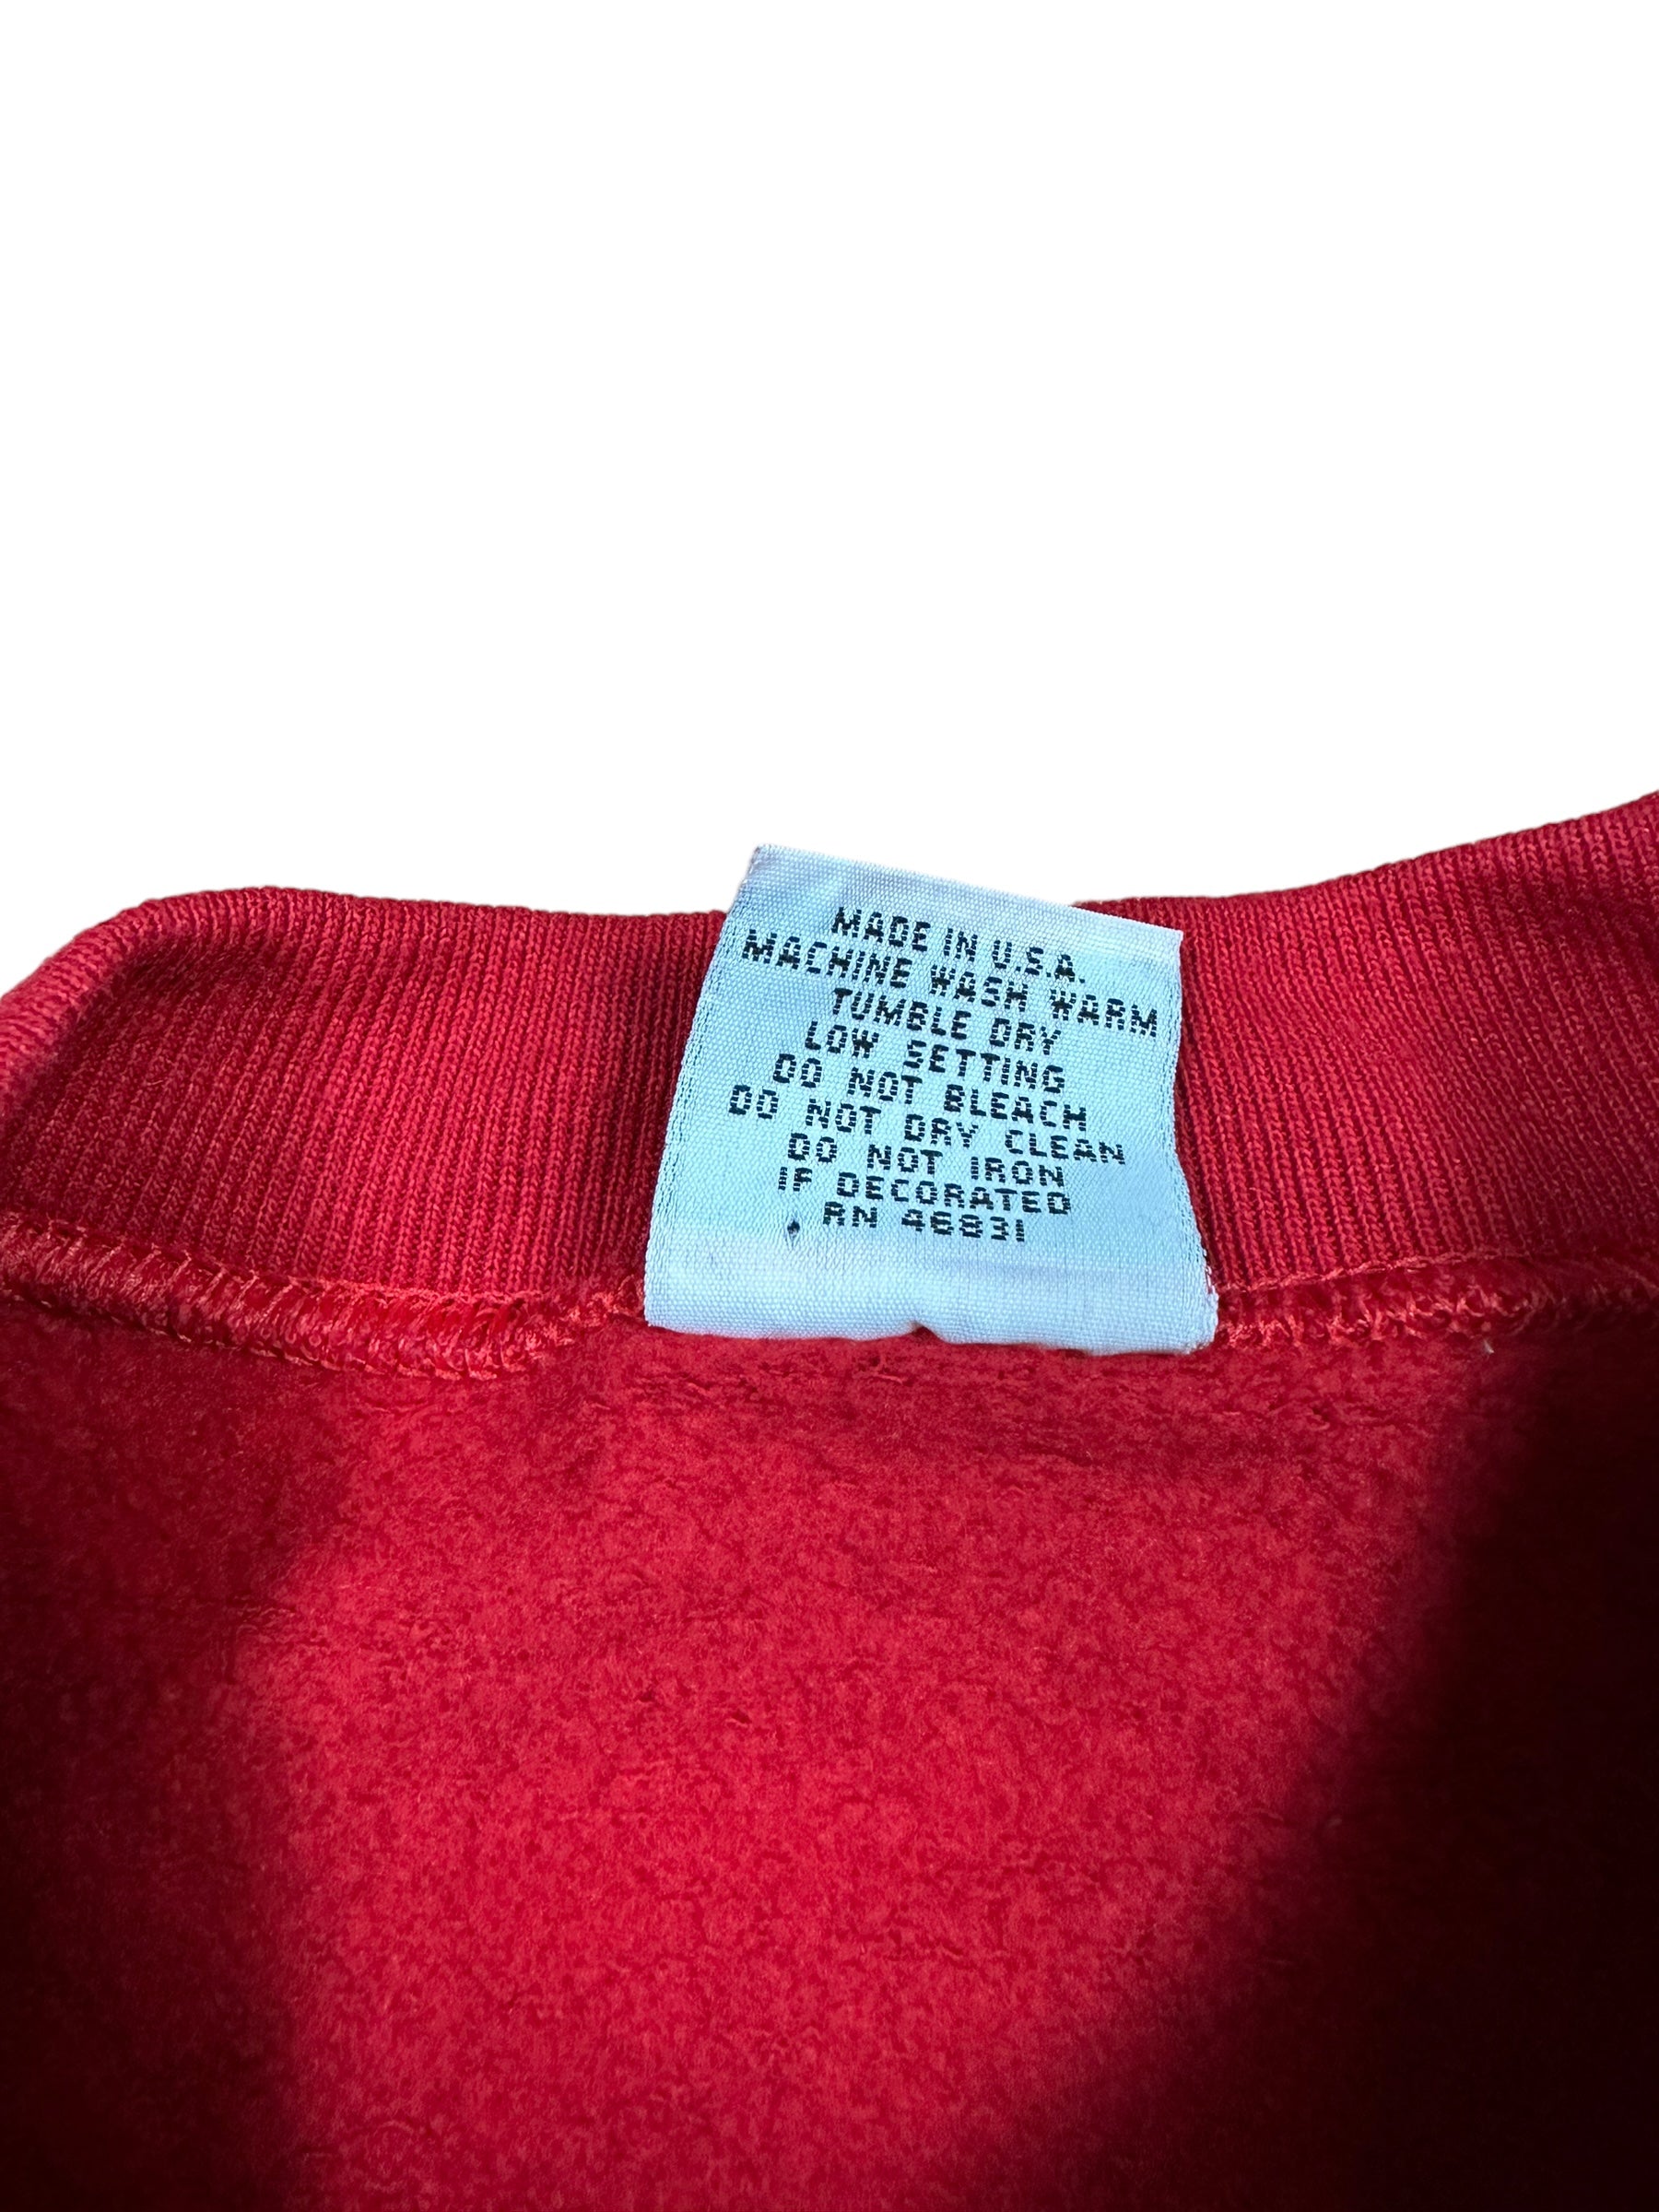 MADE IN U.S.A.
MACHINE WASH WARM
TUMBLE DRY
LOW SETTING
DO NOT BLEACH
DO NOT DRY CLEAN
DO NOT IRON
IF DECORATED
RN 46831